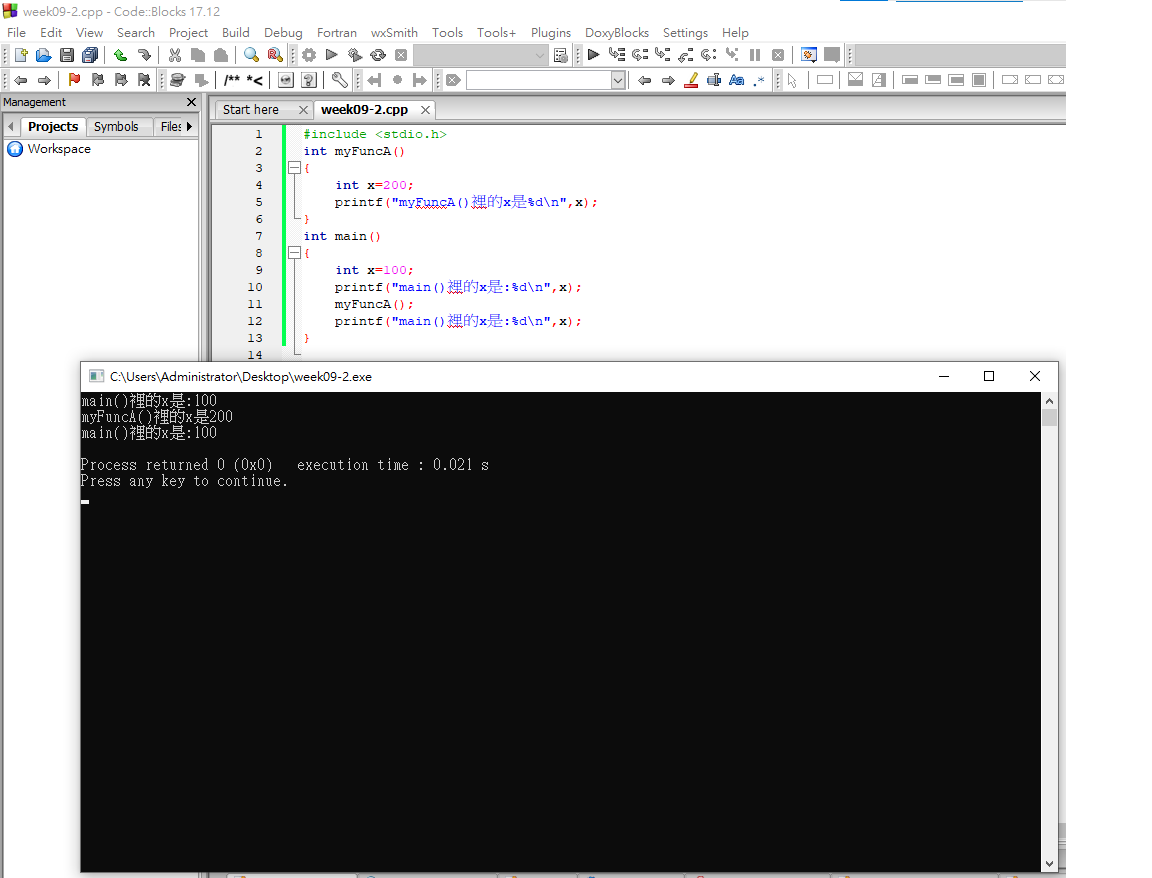 week09-2.cpp - Code::Blocks 17.12
File Edit View Search Project Build Debug Fortran wxSmith Tools Tools+ Plugins DoxyBlocks Settings Help
/** *<
Management
Projects Symbols Files
Workspace
Start here week09-2.cpp
1 #include <stdio.h>
2 int myFuncA()
3 {
4 int x=200;
5 printf("myFuncA()裡的x是%d\n",x);
6 }
7 int main()
8 {
9 int x=100;
10 printf("main()裡的x是:%d\n",x);
11 myFuncA();
12 printf("main()裡的x是:%d\n",x);
13 }
14
C:\Users\Administrator\Desktop\week09-2.exe
main()裡的x是:100
myFuncA()裡的x是200
main()裡的x是:100
Process returned 0 (0x0) execution time : 0.021 s
Press any key to continue.